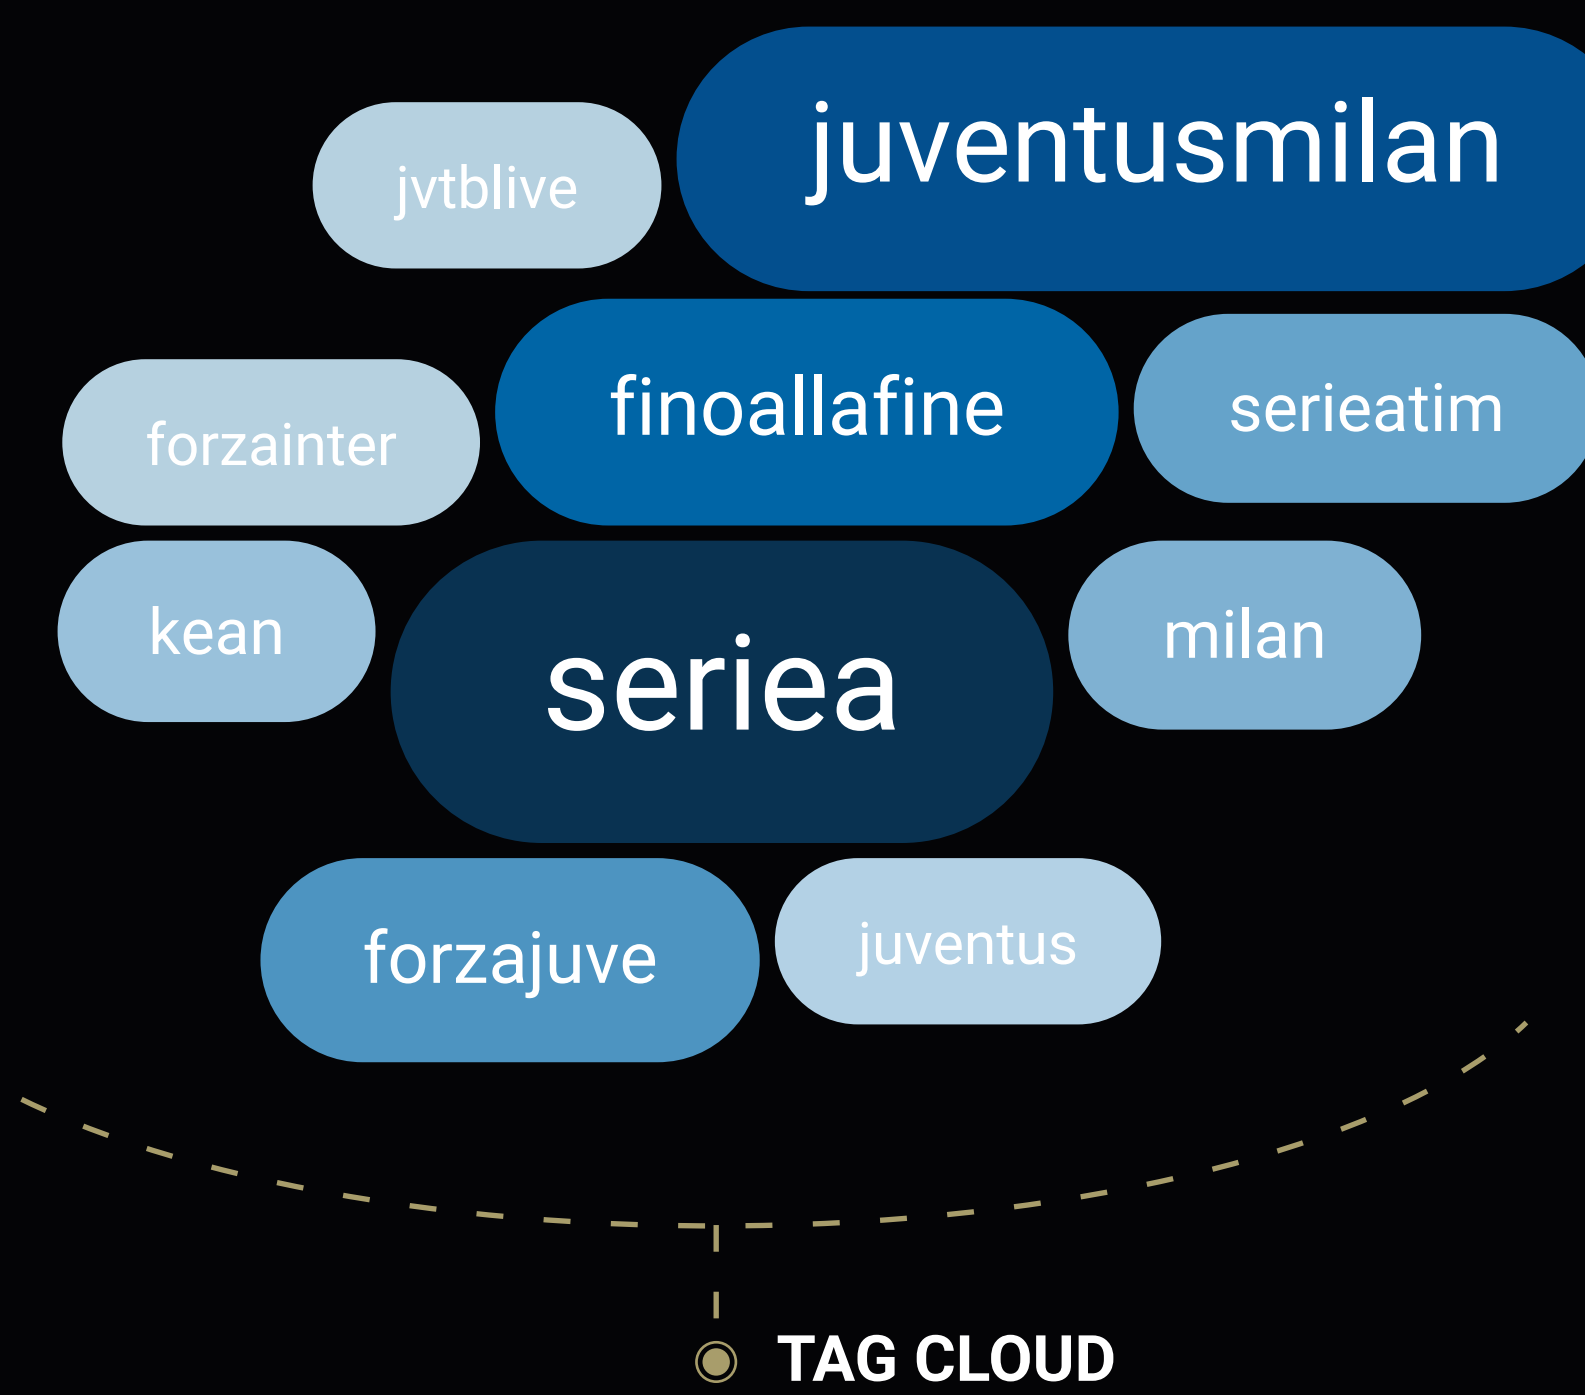 juventusmilan
jvtblive
finoallafine
serieatim
forzainter
kean
seriea
milan
forzajuve
juventus
TAG CLOUD